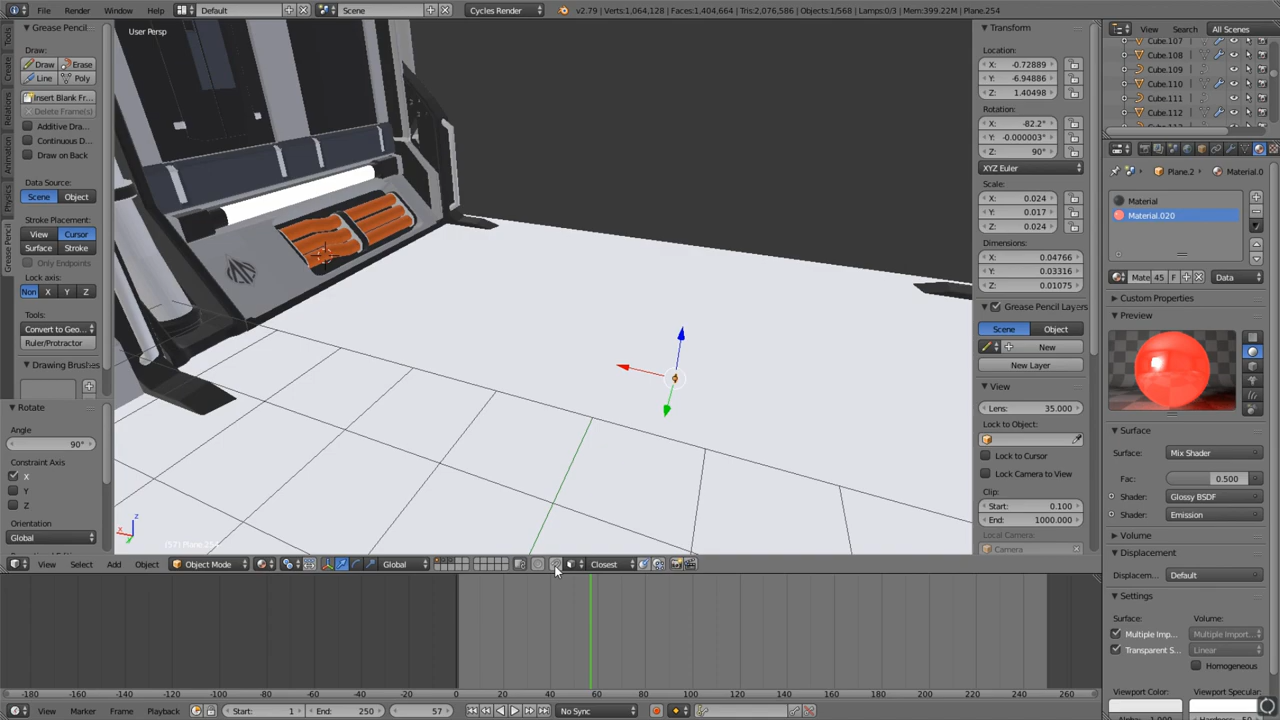 File
Render
Window
Help
Default
Scene
Cycles Render
v2.79 | Verts:1,064,128 | Faces:1,404,664 | Tris:2,076,586 | Objects:1/568 | Lamps:0/3 | Mem:399.22M | Plane.254
Tools
Create
Relations
Animation
Physics
Grease Pencil
Grease Pencil
Draw:
Draw
Erase
Line
Poly
Insert Blank Fr...
Delete Frame(s)
Additive Dra...
Continuous D...
Draw on Back
Data Source:
Scene
Object
Stroke Placement:
View
Cursor
Surface
Stroke
Only Endpoints
Lock axis:
Non
X
Y
Z
Tools:
Convert to Geo...
Ruler/Protractor
Drawing Brushes
Rotate
Angle
90°
Constraint Axis
X
Y
Z
Orientation
Global
User Persp
(57) Plane.254
View
Select
Add
Object
Object Mode
Global
Closest
Transform
Location:
X: -0.72889
Y: -6.94886
Z: 1.40498
Rotation:
X: -82.2°
Y: -0.000003°
Z: 90°
XYZ Euler
Scale:
X: 0.024
Y: 0.017
Z: 0.024
Dimensions:
X: 0.04766
Y: 0.03316
Z: 0.01075
Grease Pencil Layers
Scene
Object
New
New Layer
View
Lens: 35.000
Lock to Object:
Lock to Cursor
Lock Camera to View
Clip:
Start: 0.100
End: 1000.000
Local Camera:
Camera
View
Search
All Scenes
Cube.107
Cube.108
Cube.109
Cube.110
Cube.111
Cube.112
Plane.2
Material.0
Material
Material.020
Mate
45
F
Data
Custom Properties
Preview
Surface
Surface:
Mix Shader
Fac:
0.500
Shader:
Glossy BSDF
Shader:
Emission
Volume
Displacement
Displacem...
Default
Settings
Surface:
Volume:
Multiple Imp...
Multiple Import...
Transparent S...
Linear
Homogeneous
Viewport Color:
Viewport Specular:
-180 -160 -140 -120 -100 -80 -60 -40 -20 0 20 40 60 80 100 120 140 160 180 200 220 240 260
View
Marker
Frame
Playback
Start: 1
End: 250
57
No Sync